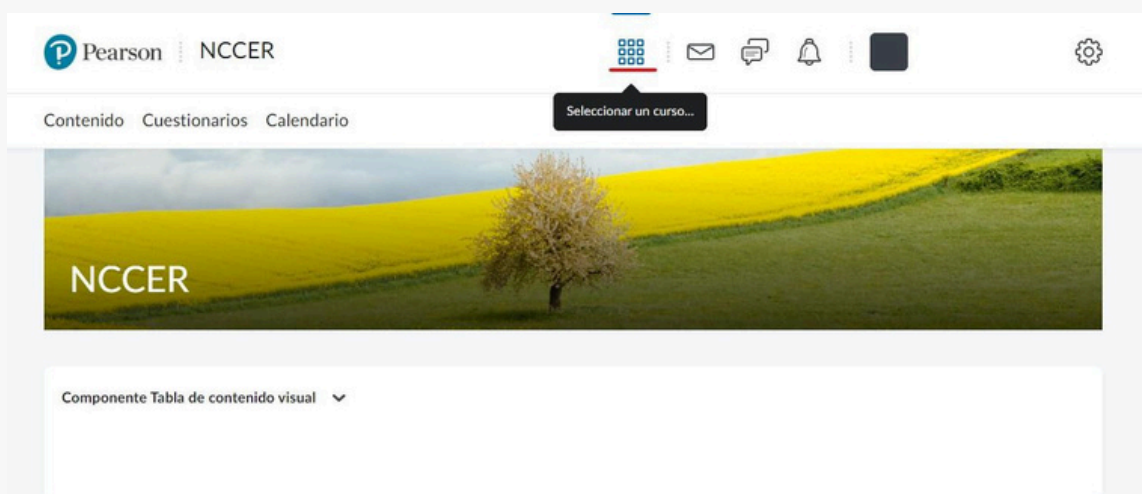 Pearson NCCER
Seleccionar un curso...
Contenido Cuestionarios Calendario
NCCER
Componente Tabla de contenido visual